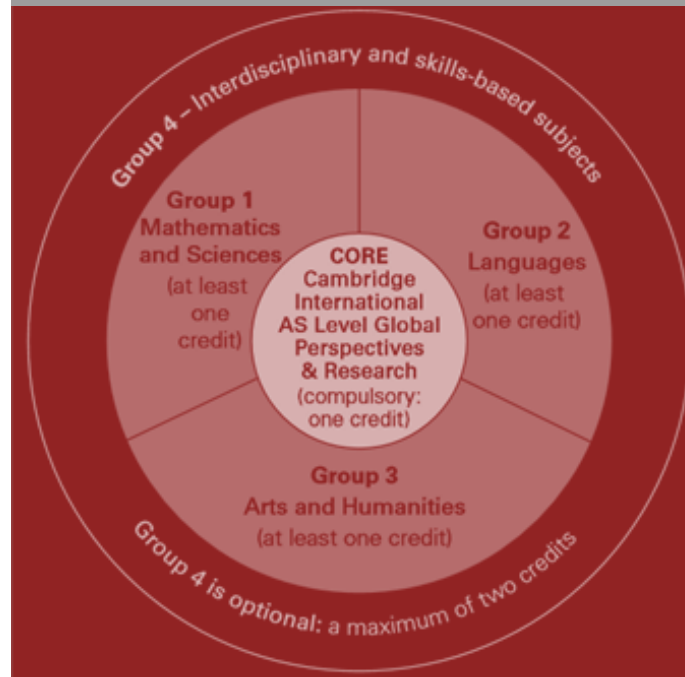 Group 4 – Interdisciplinary and skills-based subjects
Group 1
Mathematics
and Sciences
(at least
one
credit)
Group 2
Languages
(at least
one credit)
CORE
Cambridge
International
AS Level Global
Perspectives
& Research
(compulsory:
one credit)
Group 3
Arts and Humanities
(at least one credit)
Group 4 is optional: a maximum of two credits